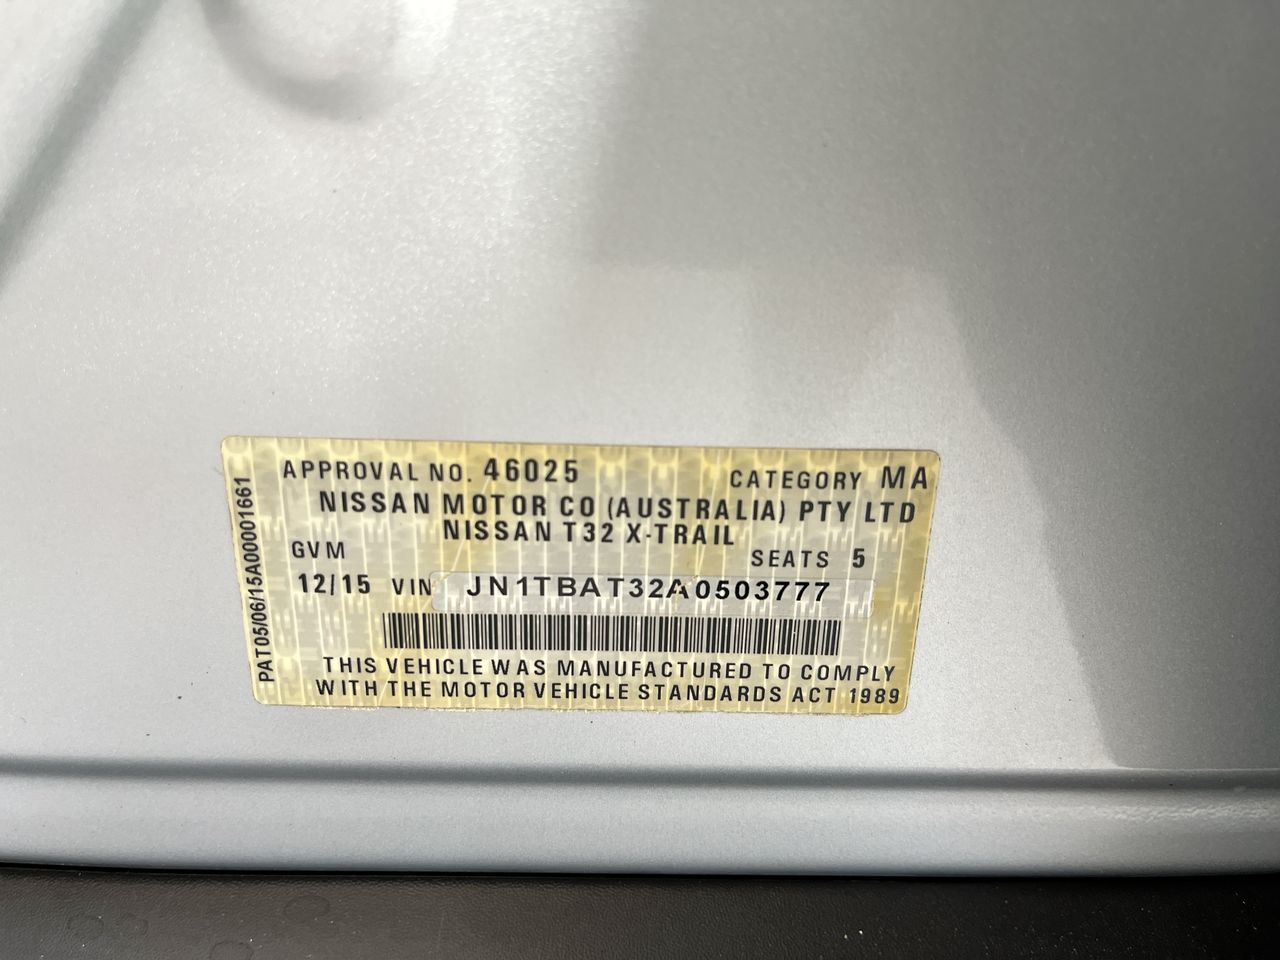 APPROVAL NO. 46025 CATEGORY MA
NISSAN MOTOR CO (AUSTRALIA) PTY LTD
NISSAN T32 X-TRAIL
GVM SEATS 5
12/15 VIN JN1TBAT32A0503777
THIS VEHICLE WAS MANUFACTURED TO COMPLY
WITH THE MOTOR VEHICLE STANDARDS ACT 1989
PAT05/06/15A00001661